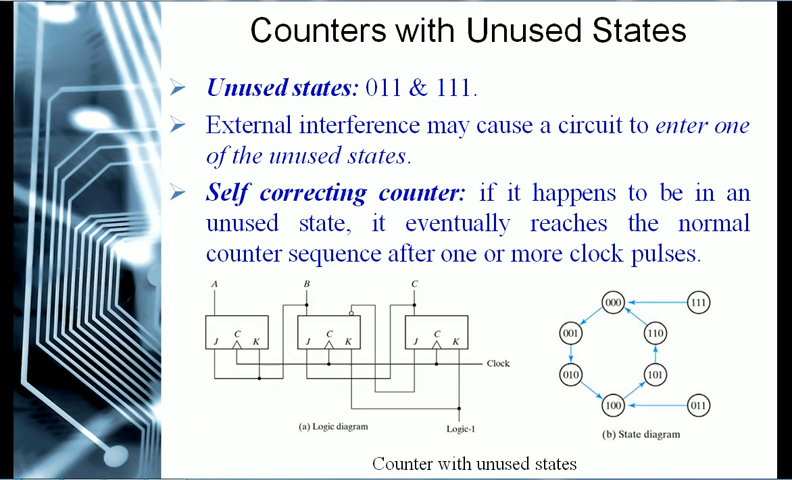 Counters with Unused States
Unused states: 011 & 111.
External interference may cause a circuit to enter one
of the unused states.
Self correcting counter: if it happens to be in an
unused state, it eventually reaches the normal
counter sequence after one or more clock pulses.
A B C
J C K J C K J C K
Clock
Logic-1
(a) Logic diagram
000 111
001 110
010 101
100 011
(b) State diagram
Counter with unused states